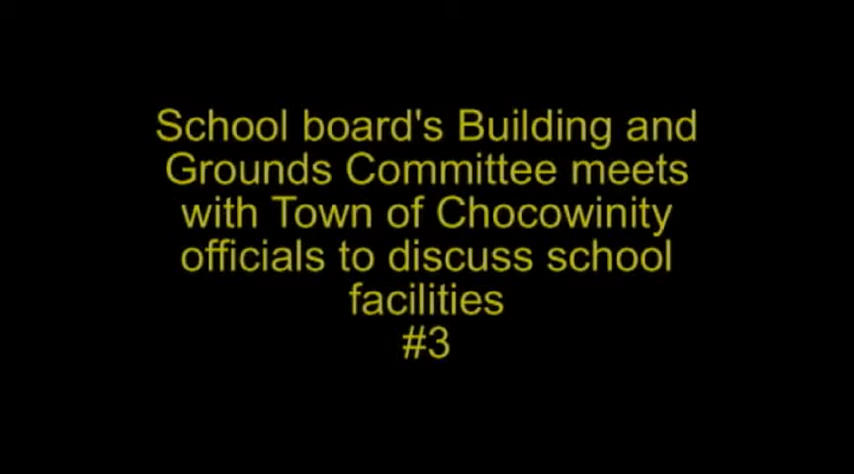 School board's Building and
Grounds Committee meets
with Town of Chocowinity
officials to discuss school
facilities
#3